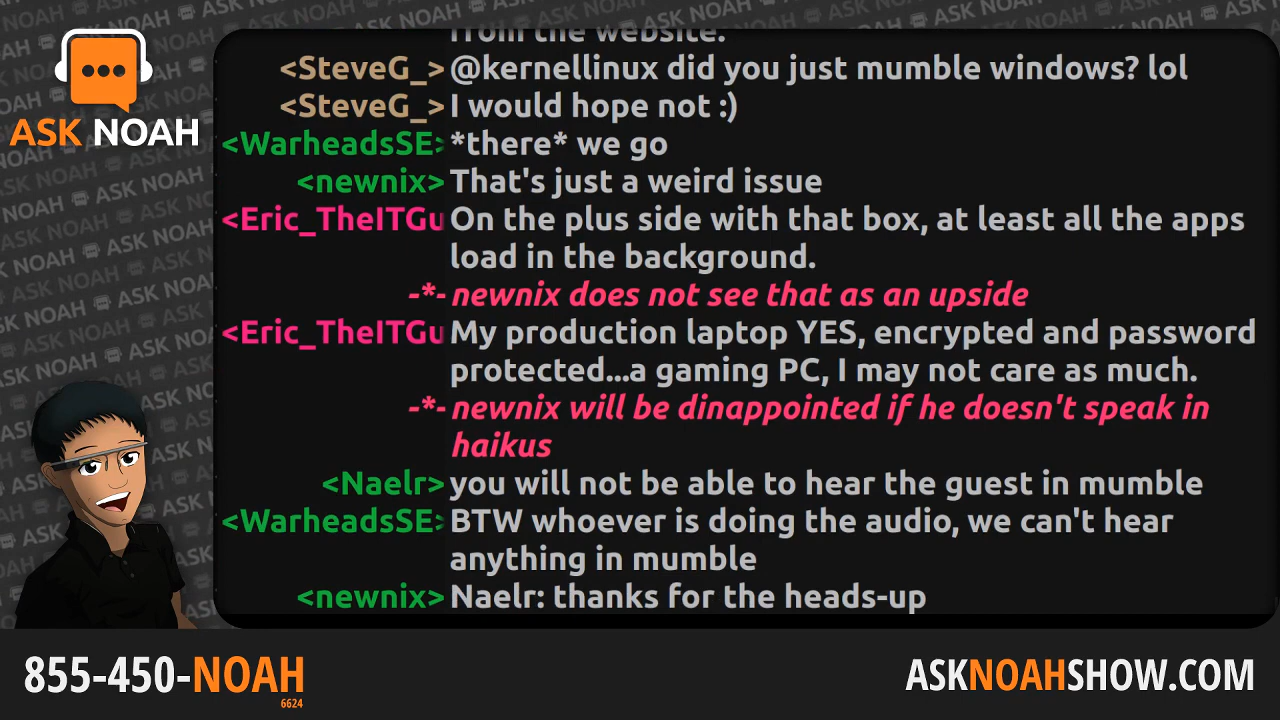 ASK NOAH
from the website.
<SteveG_> @kernellinux did you just mumble windows? lol
<SteveG_> I would hope not :)
<WarheadsSE> *there* we go
<newnix> That's just a weird issue
<Eric_TheITGu On the plus side with that box, at least all the apps
load in the background.
-*- newnix does not see that as an upside
<Eric_TheITGu My production laptop YES, encrypted and password
protected...a gaming PC, I may not care as much.
-*- newnix will be dinappointed if he doesn't speak in
haikus
<Naelr> you will not be able to hear the guest in mumble
<WarheadsSE> BTW whoever is doing the audio, we can't hear
anything in mumble
<newnix> Naelr: thanks for the heads-up
855-450-NOAH
6624
ASKNOAHSHOW.COM